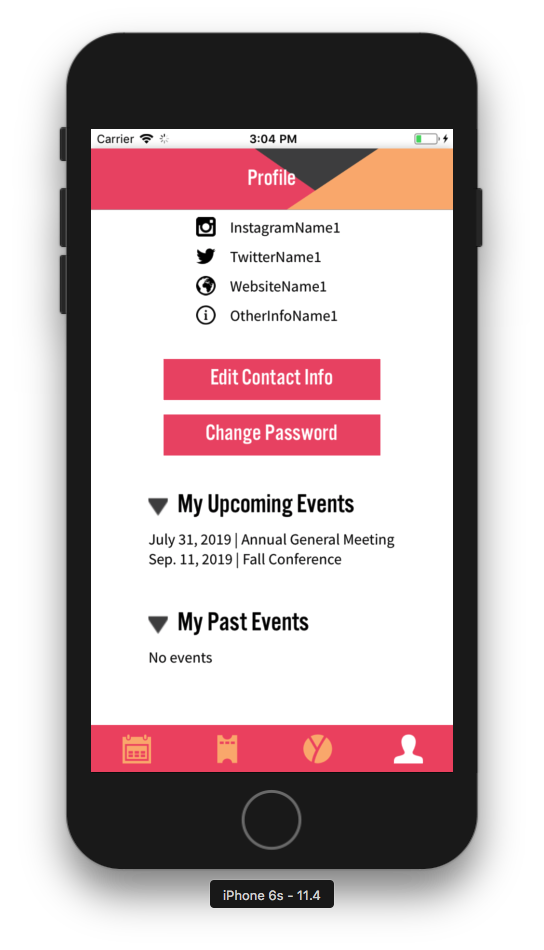 Carrier 3:04 PM
Profile
InstagramName1
TwitterName1
WebsiteName1
OtherInfoName1
Edit Contact Info
Change Password
My Upcoming Events
July 31, 2019 | Annual General Meeting
Sep. 11, 2019 | Fall Conference
My Past Events
No events
iPhone 6s - 11.4